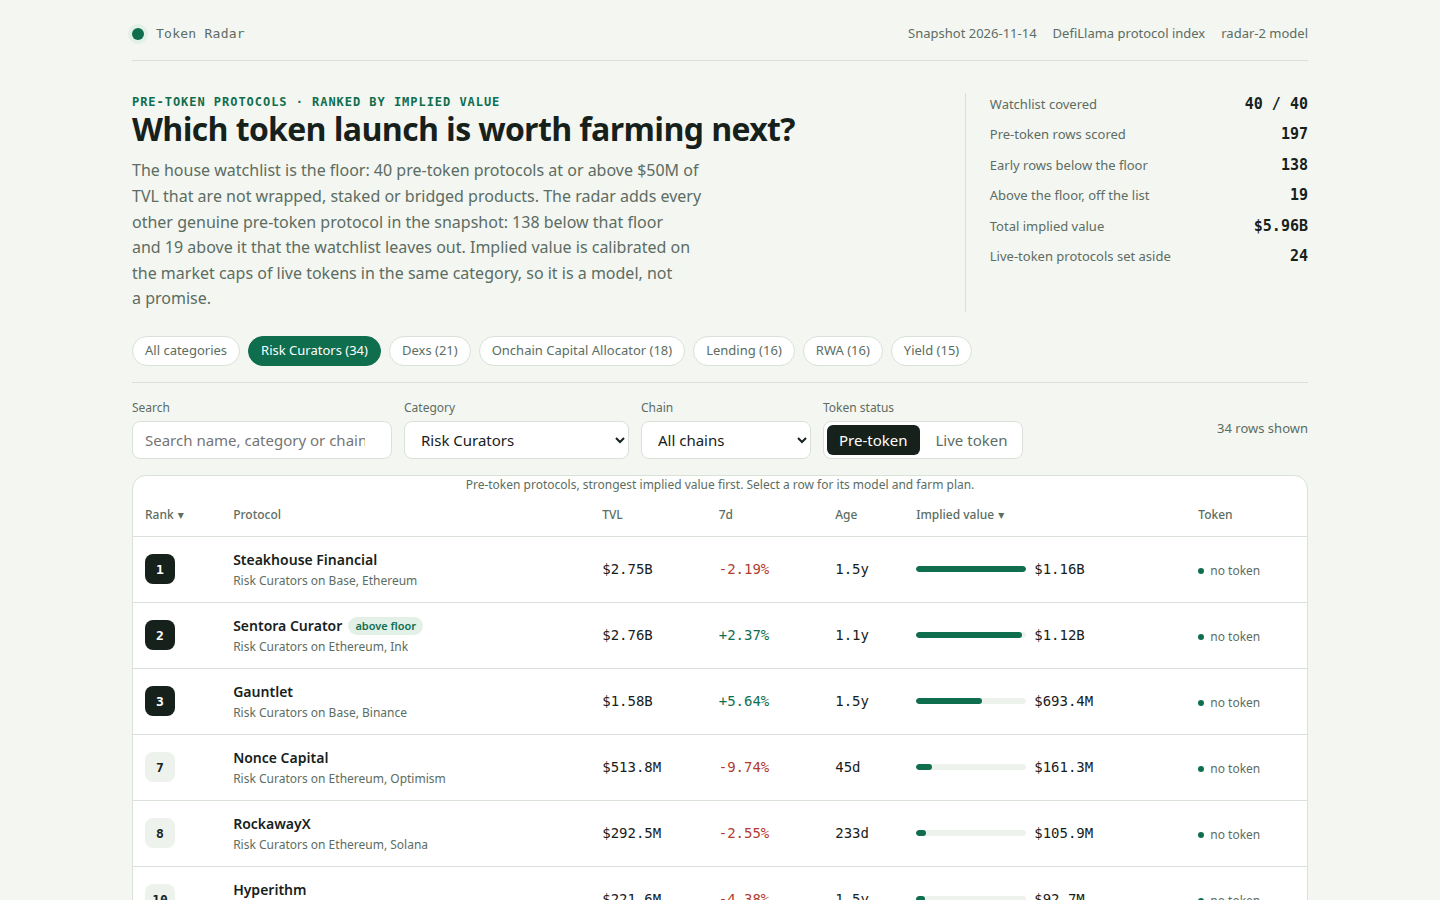 Token Radar
Snapshot 2026-11-14 DefiLlama protocol index radar-2 model
PRE-TOKEN PROTOCOLS · RANKED BY IMPLIED VALUE
Which token launch is worth farming next?
The house watchlist is the floor: 40 pre-token protocols at or above $50M of
TVL that are not wrapped, staked or bridged products. The radar adds every
other genuine pre-token protocol in the snapshot: 138 below that floor
and 19 above it that the watchlist leaves out. Implied value is calibrated on
the market caps of live tokens in the same category, so it is a model, not
a promise.
Watchlist covered 40 / 40
Pre-token rows scored 197
Early rows below the floor 138
Above the floor, off the list 19
Total implied value $5.96B
Live-token protocols set aside 24
All categories Risk Curators (34) Dexs (21) Onchain Capital Allocator (18) Lending (16) RWA (16) Yield (15)
Search Category Chain Token status
Search name, category or chain Risk Curators All chains Pre-token Live token
34 rows shown
Pre-token protocols, strongest implied value first. Select a row for its model and farm plan.
Rank ▾ Protocol TVL 7d Age Implied value ▾ Token
1 Steakhouse Financial $2.75B -2.19% 1.5y $1.16B no token
Risk Curators on Base, Ethereum
2 Sentora Curator above floor $2.76B +2.37% 1.1y $1.12B no token
Risk Curators on Ethereum, Ink
3 Gauntlet $1.58B +5.64% 1.5y $693.4M no token
Risk Curators on Base, Binance
7 Nonce Capital $513.8M -9.74% 45d $161.3M no token
Risk Curators on Ethereum, Optimism
8 RockawayX $292.5M -2.55% 233d $105.9M no token
Risk Curators on Ethereum, Solana
10 Hyperithm $221.6M -4.38% 1.5y $92.7M no token